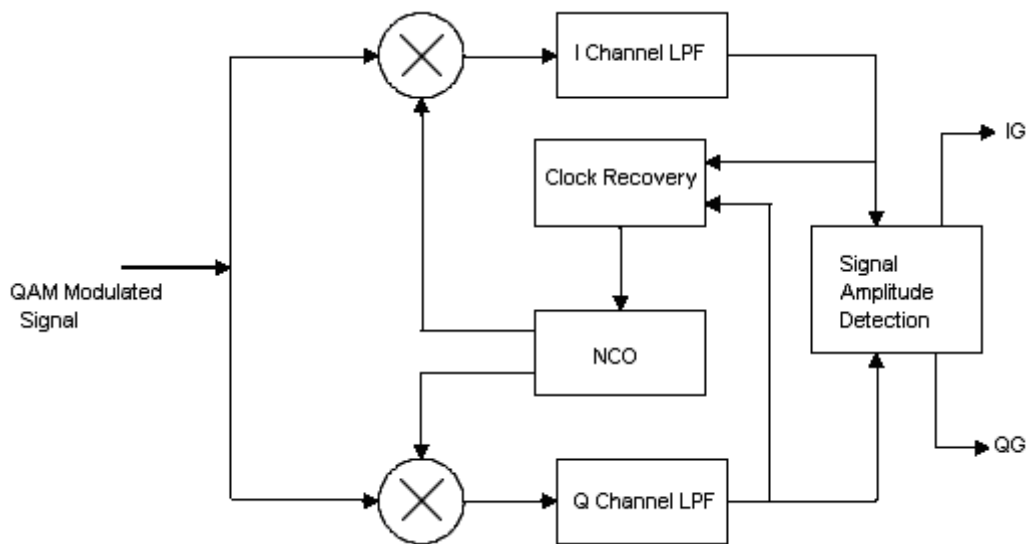 I Channel LPF
IG
Clock Recovery
QAM Modulated
Signal
Signal
Amplitude
Detection
NCO
QG
Q Channel LPF